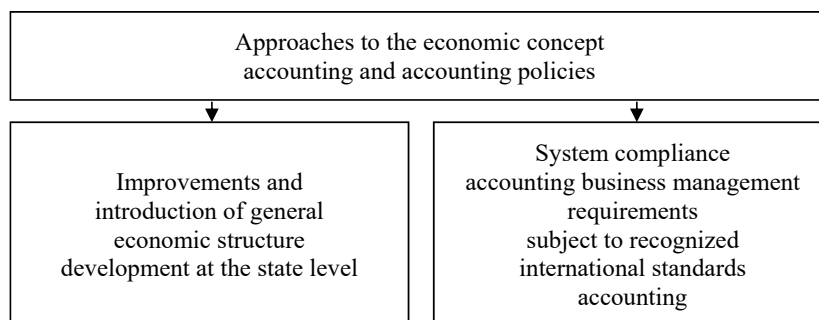 Approaches to the economic concept
accounting and accounting policies
Improvements and
introduction of general
economic structure
development at the state level
System compliance
accounting business management
requirements
subject to recognized
international standards
accounting